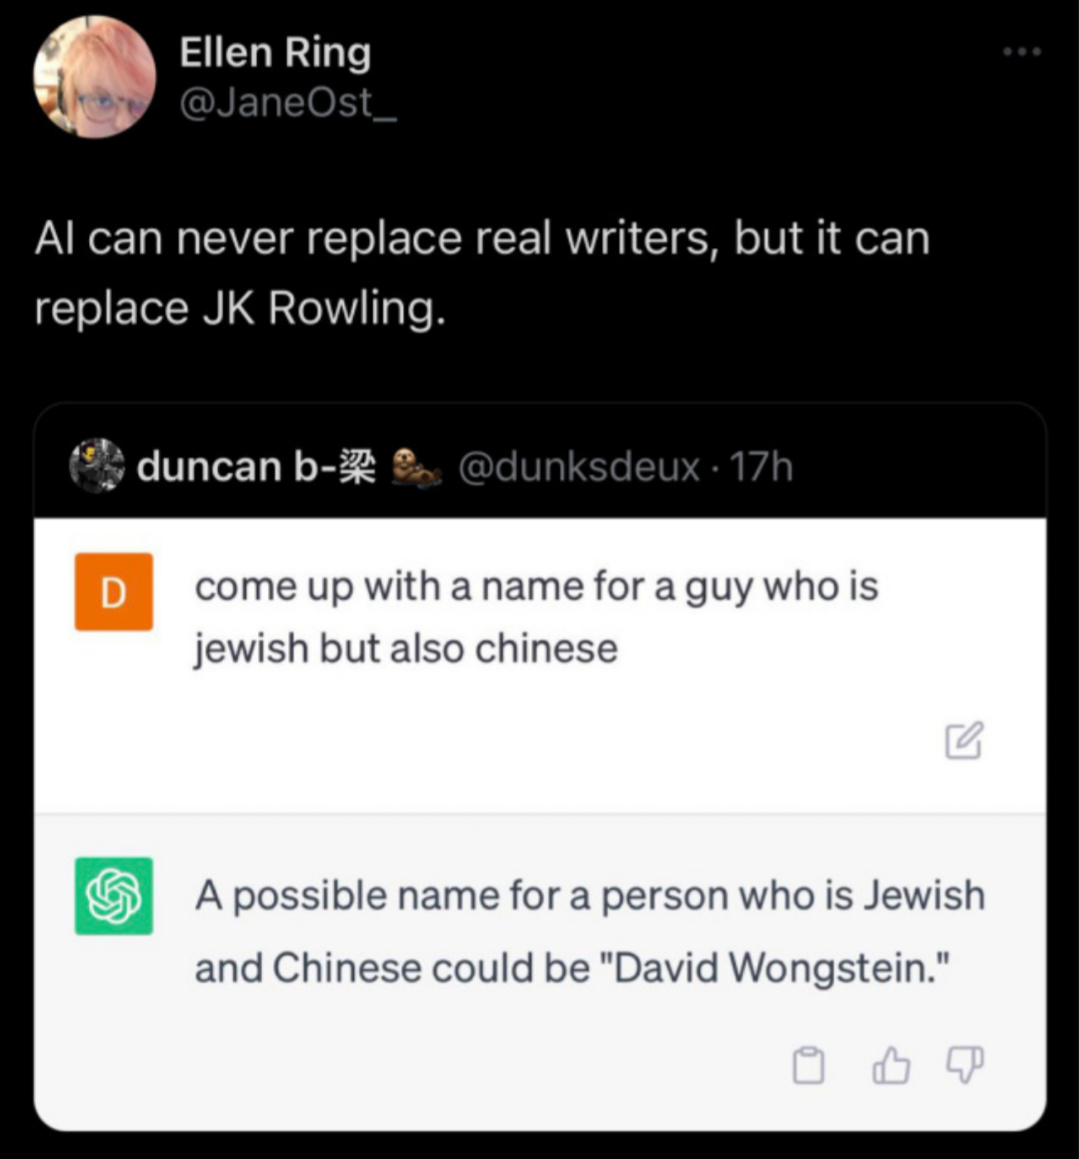 Ellen Ring
@JaneOst_
AI can never replace real writers, but it can
replace JK Rowling.
duncan b-梁 🦦 @dunksdeux · 17h
D
come up with a name for a guy who is
jewish but also chinese
A possible name for a person who is Jewish
and Chinese could be "David Wongstein."